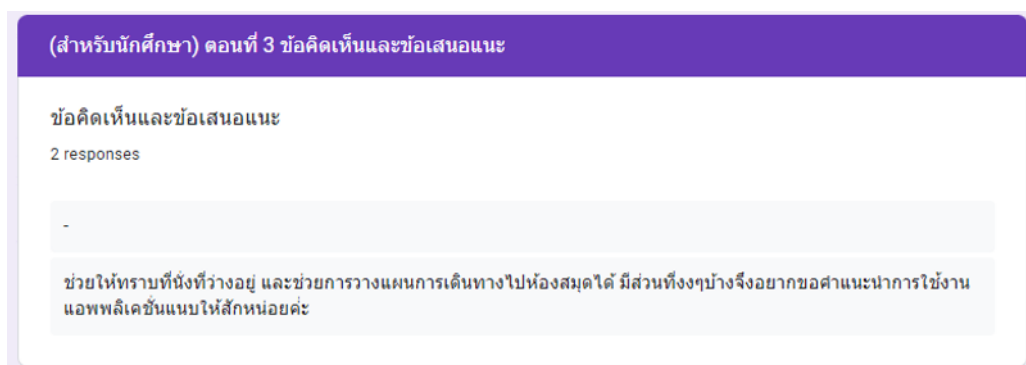 (สำหรับนักศึกษา) ตอนที่ 3 ข้อคิดเห็นและข้อเสนอแนะ
ข้อคิดเห็นและข้อเสนอแนะ
2 responses
-
ช่วยให้ทราบที่นั่งที่ว่างอยู่ และช่วยการวางแผนการเดินทางไปห้องสมุดได้ มีส่วนที่งงๆบ้างจึงอยากขอคำแนะนำการใช้งาน
แอพพลิเคชั่นแนบให้สักหน่อยค่ะ